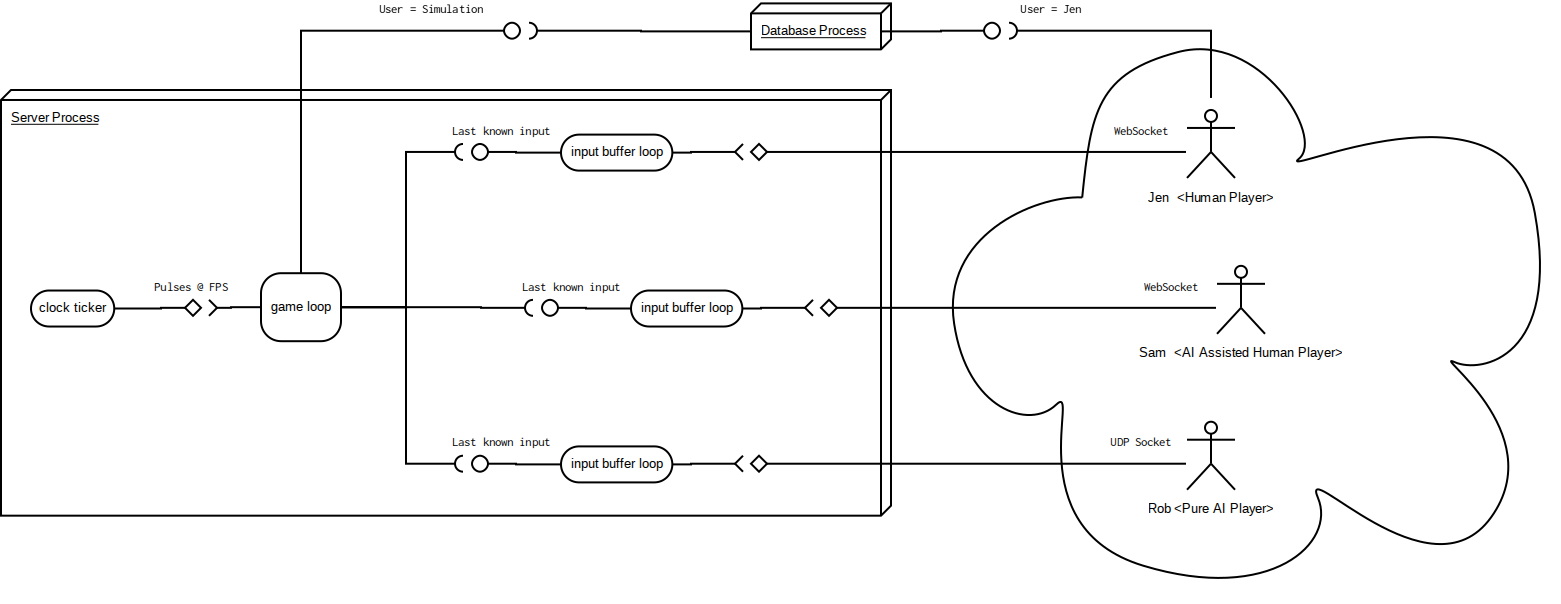 User = Simulation
User = Jen
Database Process
Server Process
Last known input
input buffer loop
WebSocket
Jen <Human Player>
clock ticker
Pulses @ FPS
game loop
Last known input
input buffer loop
WebSocket
Sam <AI Assisted Human Player>
Last known input
input buffer loop
UDP Socket
Rob <Pure AI Player>